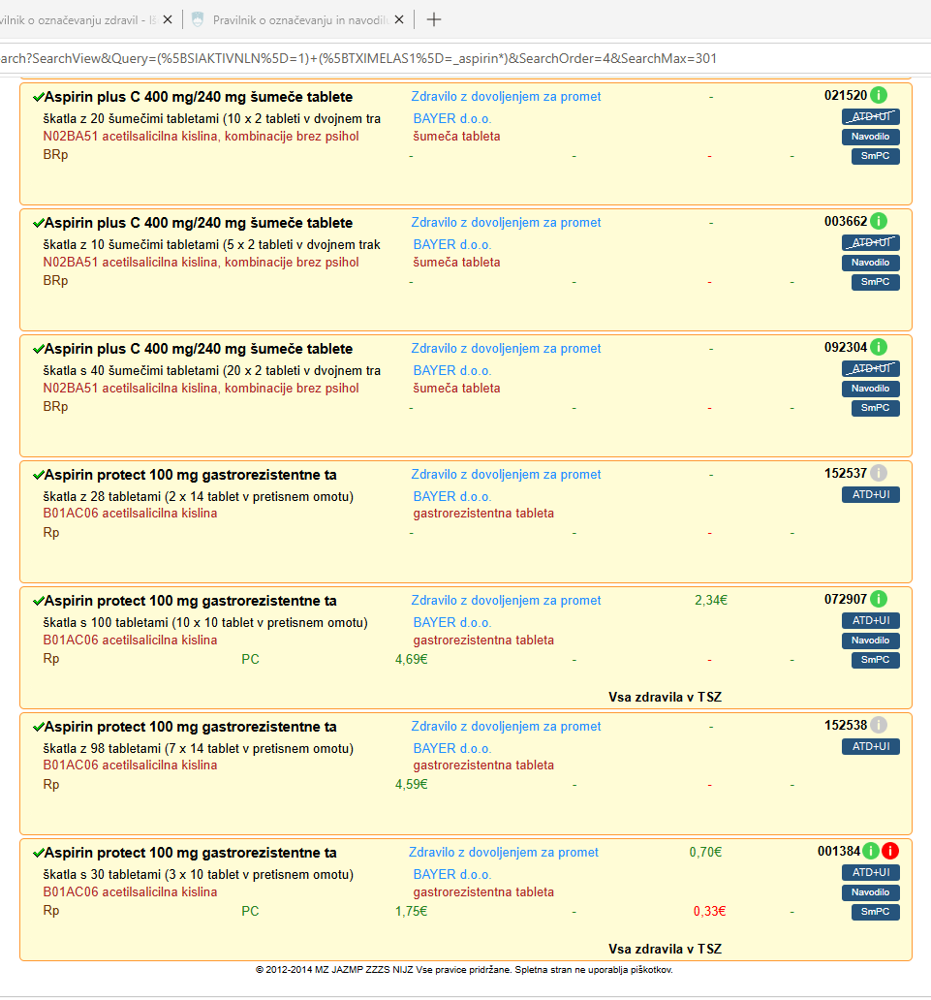 vilnik o označevanju zdravil - Iš
Pravilnik o označevanju in navodilu
arch?SearchView&Query=(%5BSIAKTIVNLN%5D=1)+(%5BTXIMELAS1%5D=_aspirin*)&SearchOrder=4&SearchMax=301
Aspirin plus C 400 mg/240 mg šumeče tablete Zdravilo z dovoljenjem za promet - 021520
škatla z 20 šumečimi tabletami (10 x 2 tableti v dvojnem tra BAYER d.o.o. ATD+UI
N02BA51 acetilsalicilna kislina, kombinacije brez psihol šumeča tableta Navodilo
BRp - - - - SmPC
Aspirin plus C 400 mg/240 mg šumeče tablete Zdravilo z dovoljenjem za promet - 003662
škatla z 10 šumečimi tabletami (5 x 2 tableti v dvojnem trak BAYER d.o.o. ATD+UI
N02BA51 acetilsalicilna kislina, kombinacije brez psihol šumeča tableta Navodilo
BRp - - - - SmPC
Aspirin plus C 400 mg/240 mg šumeče tablete Zdravilo z dovoljenjem za promet - 092304
škatla s 40 šumečimi tabletami (20 x 2 tableti v dvojnem tra BAYER d.o.o. ATD+UI
N02BA51 acetilsalicilna kislina, kombinacije brez psihol šumeča tableta Navodilo
BRp - - - - SmPC
Aspirin protect 100 mg gastrorezistentne ta Zdravilo z dovoljenjem za promet - 152537
škatla z 28 tabletami (2 x 14 tablet v pretisnem omotu) BAYER d.o.o. ATD+UI
B01AC06 acetilsalicilna kislina gastrorezistentna tableta
Rp - - - -
Aspirin protect 100 mg gastrorezistentne ta Zdravilo z dovoljenjem za promet 2,34€ 072907
škatla s 100 tabletami (10 x 10 tablet v pretisnem omotu) BAYER d.o.o. ATD+UI
B01AC06 acetilsalicilna kislina gastrorezistentna tableta Navodilo
Rp PC 4,69€ - - - SmPC
Vsa zdravila v TSZ
Aspirin protect 100 mg gastrorezistentne ta Zdravilo z dovoljenjem za promet - 152538
škatla z 98 tabletami (7 x 14 tablet v pretisnem omotu) BAYER d.o.o. ATD+UI
B01AC06 acetilsalicilna kislina gastrorezistentna tableta
Rp 4,59€ - - -
Aspirin protect 100 mg gastrorezistentne ta Zdravilo z dovoljenjem za promet 0,70€ 001384
škatla s 30 tabletami (3 x 10 tablet v pretisnem omotu) BAYER d.o.o. ATD+UI
B01AC06 acetilsalicilna kislina gastrorezistentna tableta Navodilo
Rp PC 1,75€ - 0,33€ - SmPC
Vsa zdravila v TSZ
© 2012-2014 MZ JAZMP ZZZS NIJZ Vse pravice pridržane. Spletna stran ne uporablja piškotkov.